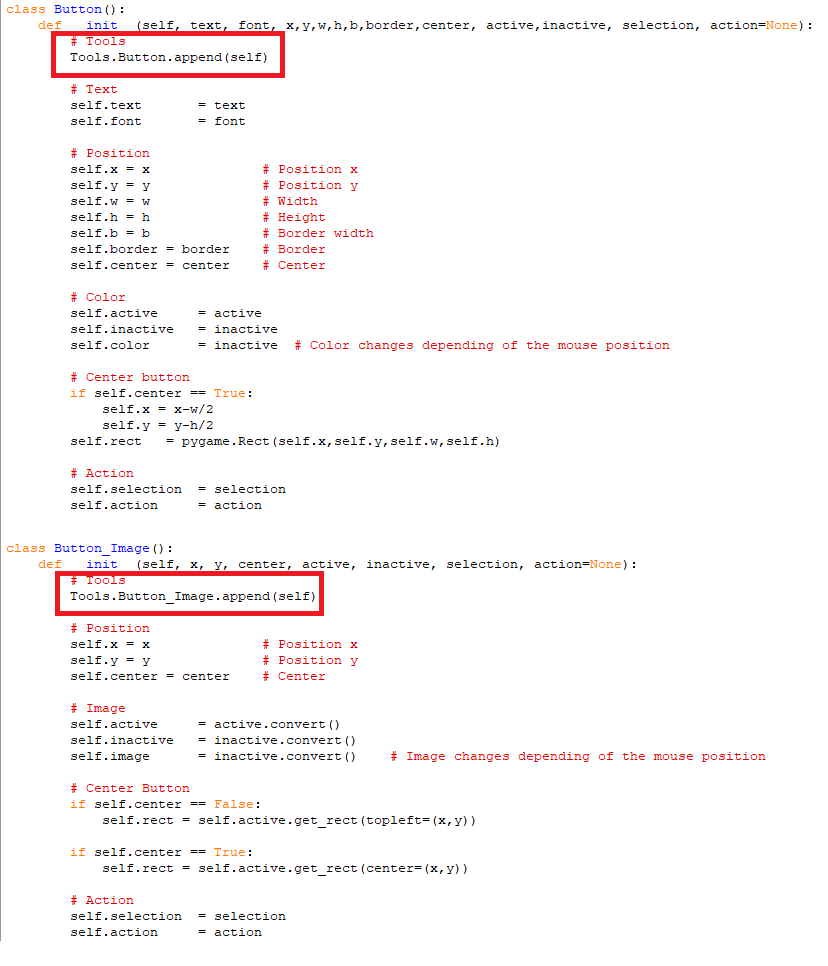 class Button():
    def __init__(self, text, font, x,y,w,h,b,border,center, active,inactive, selection, action=None):
        # Tools
        Tools.Button.append(self)

        # Text
        self.text       = text
        self.font       = font

        # Position
        self.x = x              # Position x
        self.y = y              # Position y
        self.w = w              # Width
        self.h = h              # Height
        self.b = b              # Border width
        self.border = border    # Border
        self.center = center    # Center

        # Color
        self.active     = active
        self.inactive   = inactive
        self.color      = inactive  # Color changes depending of the mouse position

        # Center button
        if self.center == True:
            self.x = x-w/2
            self.y = y-h/2
        self.rect   = pygame.Rect(self.x,self.y,self.w,self.h)

        # Action
        self.selection  = selection
        self.action     = action

class Button_Image():
    def __init__(self, x, y, center, active, inactive, selection, action=None):
        # Tools
        Tools.Button_Image.append(self)

        # Position
        self.x = x              # Position x
        self.y = y              # Position y
        self.center = center    # Center

        # Image
        self.active     = active.convert()
        self.inactive   = inactive.convert()
        self.image      = inactive.convert()    # Image changes depending of the mouse position

        # Center Button
        if self.center == False:
            self.rect = self.active.get_rect(topleft=(x,y))

        if self.center == True:
            self.rect = self.active.get_rect(center=(x,y))

        # Action
        self.selection  = selection
        self.action     = action